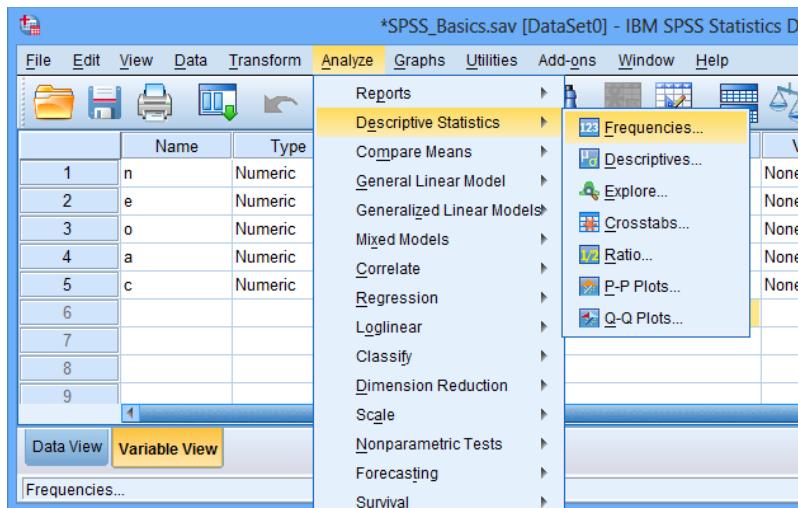 *SPSS_Basics.sav [DataSet0] - IBM SPSS Statistics D
File Edit View Data Transform Analyze Graphs Utilities Add-ons Window Help
Reports
Descriptive Statistics
Compare Means
General Linear Model
Generalized Linear Models
Mixed Models
Correlate
Regression
Loglinear
Classify
Dimension Reduction
Scale
Nonparametric Tests
Forecasting
Survival
123 Frequencies...
Descriptives...
Explore...
Crosstabs...
1/2 Ratio...
P-P Plots...
Q-Q Plots...
Name Type V
1 n Numeric None
2 e Numeric None
3 o Numeric None
4 a Numeric None
5 c Numeric None
6
7
8
9
Data View Variable View
Frequencies...